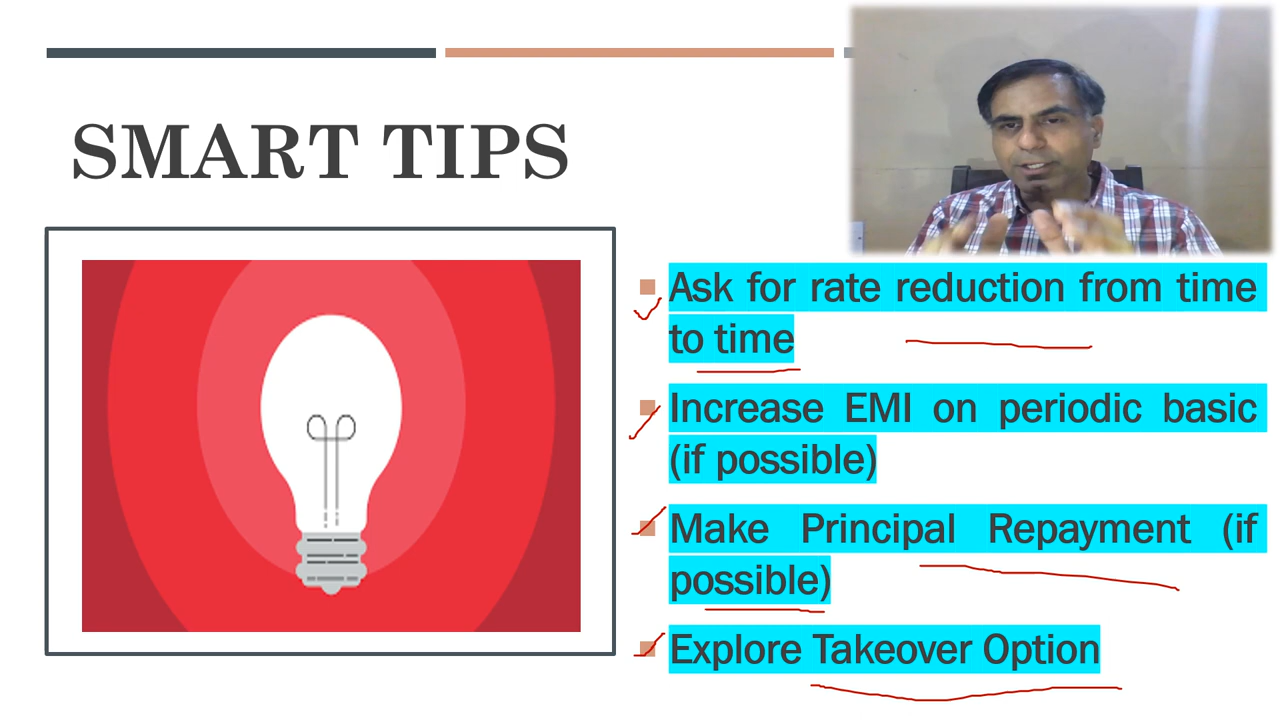 SMART TIPS
Ask for rate reduction from time
to time
Increase EMI on periodic basic
(if possible)
Make Principal Repayment (if
possible)
Explore Takeover Option